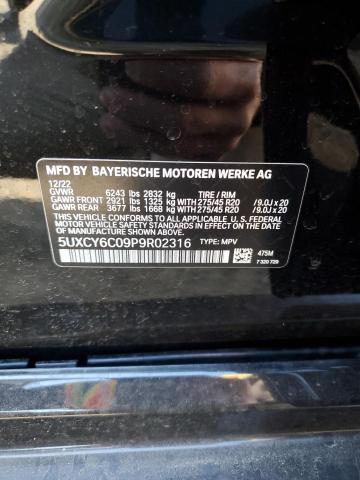 MFD BY BAYERISCHE MOTOREN WERKE AG
12/22
GVWR 6243 lbs 2832 kg TIRE / RIM
GAWR FRONT 2921 lbs 1325 kg WITH 275/45 R20 / 9.0J x 20
GAWR REAR 3677 lbs 1668 kg WITH 275/45 R20 / 9.0J x 20
THIS VEHICLE CONFORMS TO ALL APPLICABLE U. S. FEDERAL
MOTOR VEHICLE SAFETY STANDARDS IN EFFECT ON THE
DATE OF MANUFACTURE SHOWN ABOVE.
5UXCY6C09P9R02316 TYPE: MPV
475M
7 320 729